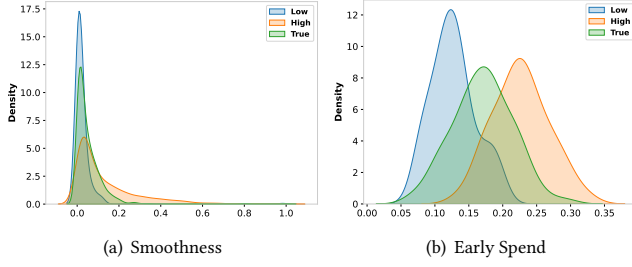 17.5
15.0
12.5
10.0
7.5
5.0
2.5
0.0
Density
0.0 0.2 0.4 0.6 0.8 1.0
Low
High
True
(a) Smoothness
12
10
8
6
4
2
0
Density
0.00 0.05 0.10 0.15 0.20 0.25 0.30 0.35
Low
High
True
(b) Early Spend